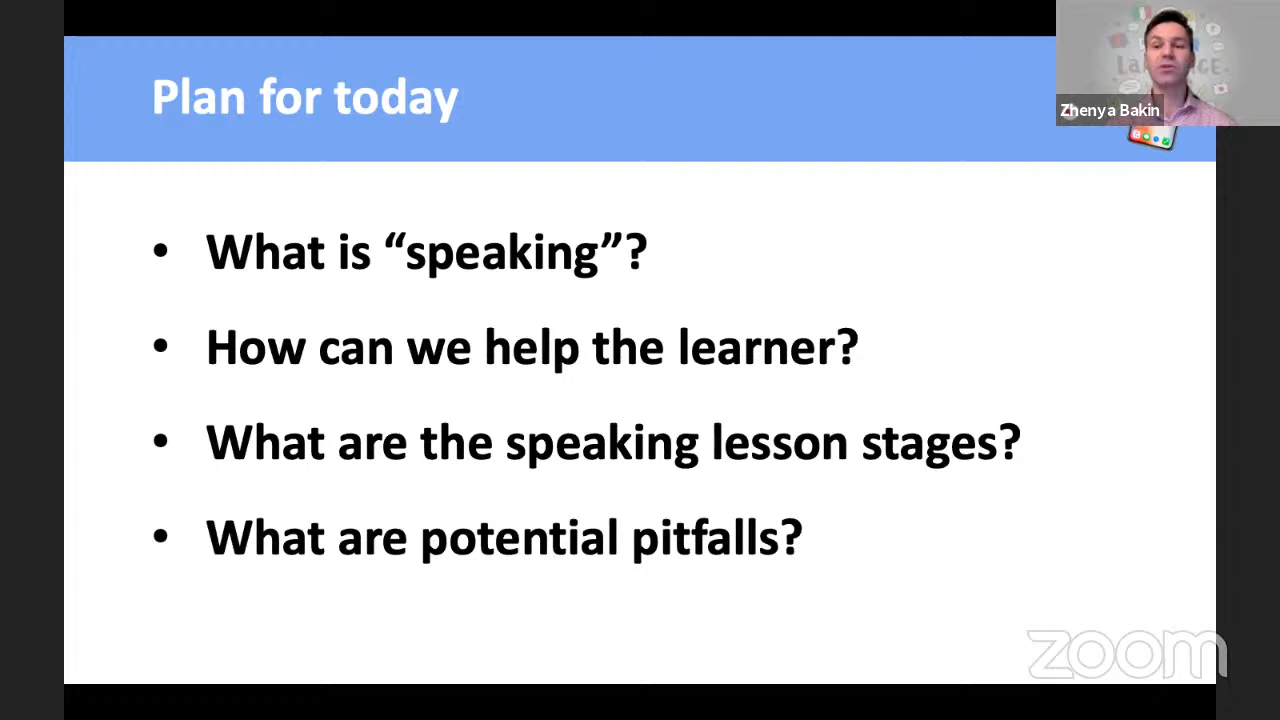 Plan for today
Zhenya Bakin
• What is “speaking”?
• How can we help the learner?
• What are the speaking lesson stages?
• What are potential pitfalls?
zoom